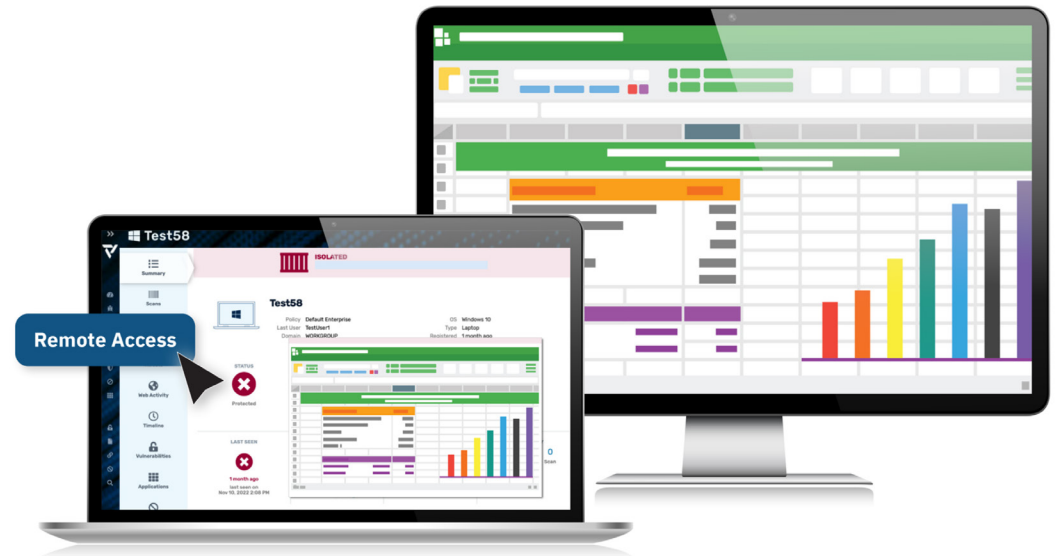 Test58
ISOLATED
Summary
Scans
Test58
Policy Default Enterprise
OS Windows 10
Last User TestUser1
Type Laptop
Domain WORKGROUP
Registered 1 month ago
Remote Access
STATUS
Protected
Web Activity
Timeline
Vulnerabilities
Applications
LAST SEEN
1 month ago
last seen on
Nov 10, 2022 2:08 PM
0
Scan